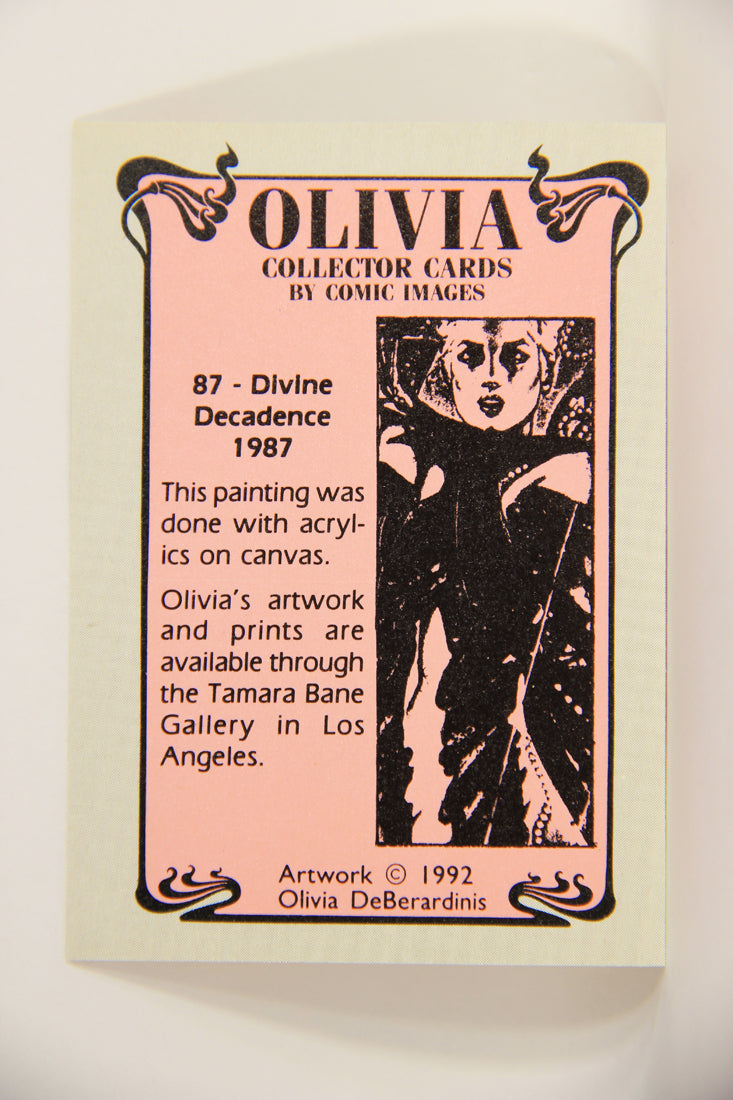 OLIVIA
COLLECTOR CARDS
BY COMIC IMAGES
87 - Divine
Decadence
1987
This painting was
done with acryl-
ics on canvas.
Olivia's artwork
and prints are
available through
the Tamara Bane
Gallery in Los
Angeles.
Artwork © 1992
Olivia DeBerardinis